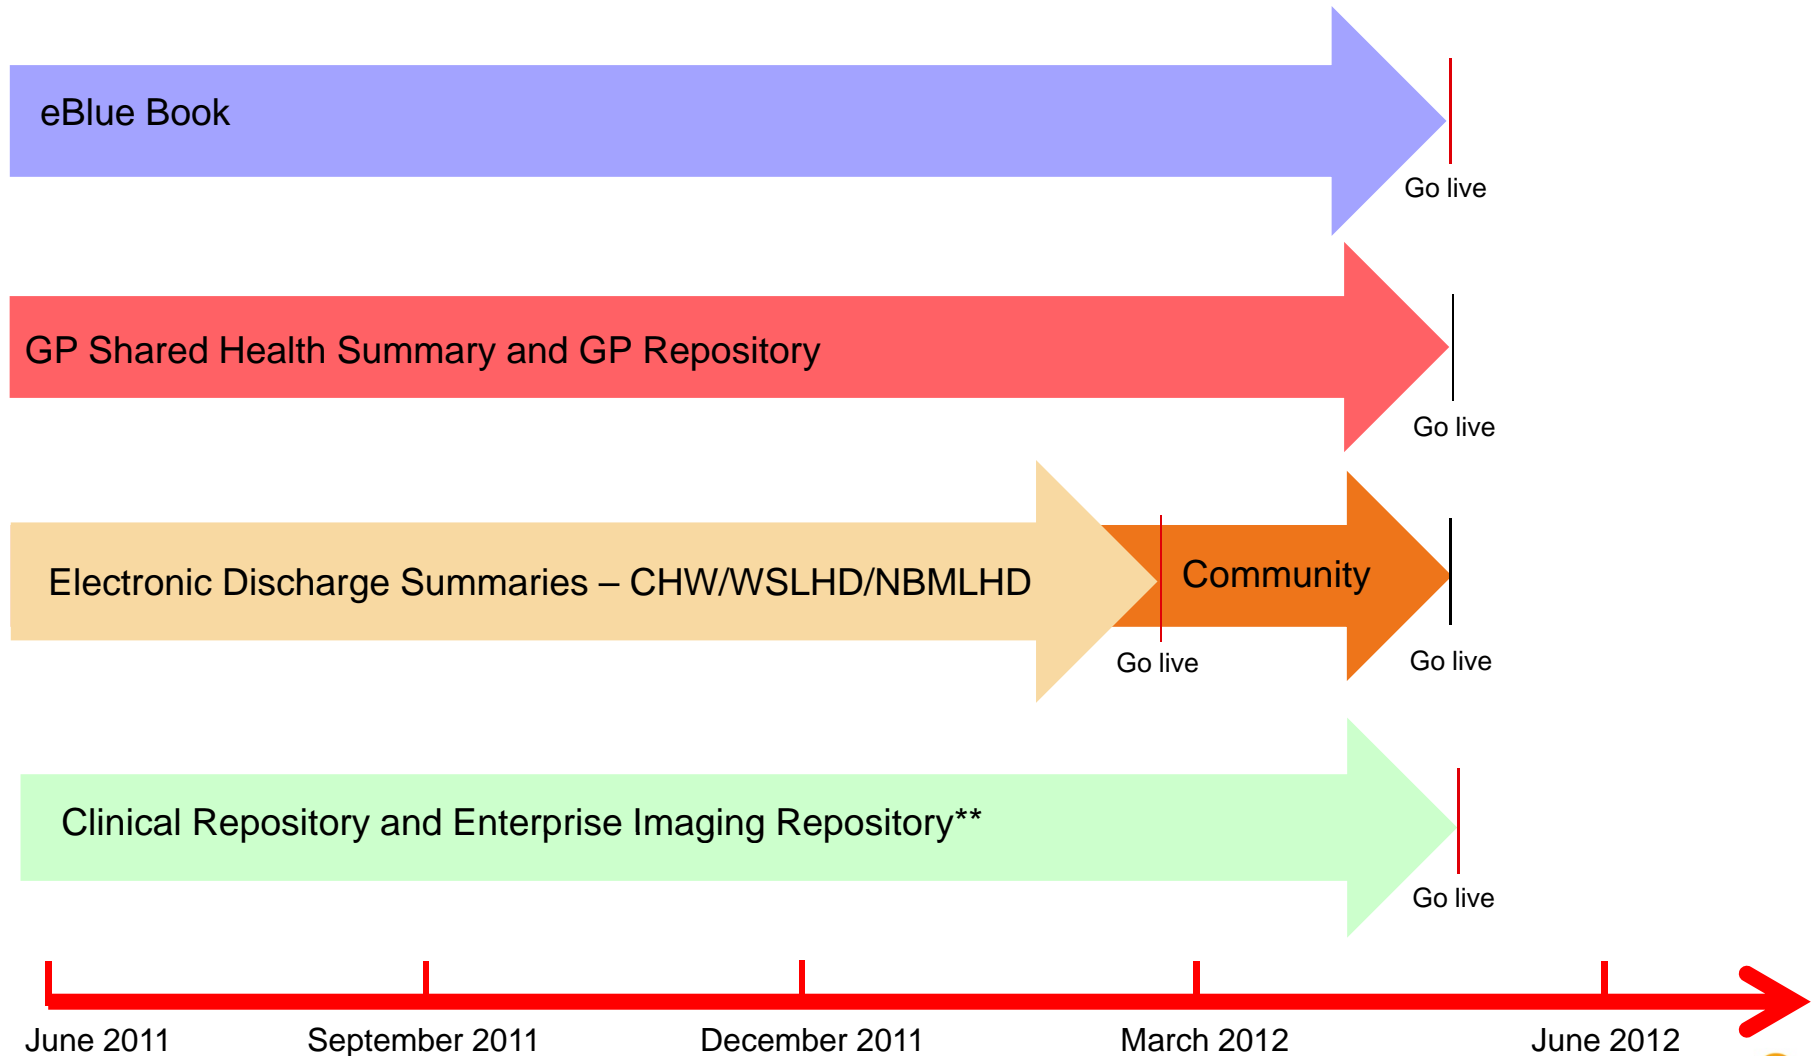 eBlue Book
Go live
GP Shared Health Summary and GP Repository
Go live
Electronic Discharge Summaries – CHW/WSLHD/NBMLHD
Community
Go live
Go live
Clinical Repository and Enterprise Imaging Repository**
Go live
June 2011
September 2011
December 2011
March 2012
June 2012